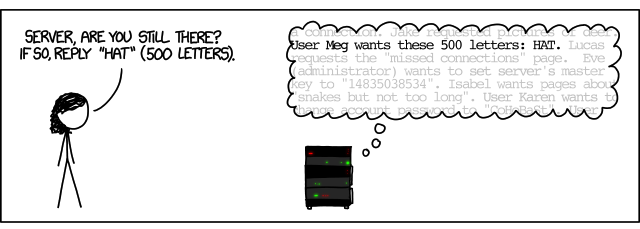 SERVER, ARE YOU STILL THERE?
IF SO, REPLY "HAT" (500 LETTERS).
a connection. Jake requested pictures of deer.
User Meg wants these 500 letters: HAT. Lucas
requests the "missed connections" page. Eve
(administrator) wants to set server's master
key to "14835038534". Isabel wants pages about
"snakes but not too long". User Karen wants to
change account password to "CoHoBaSt". User